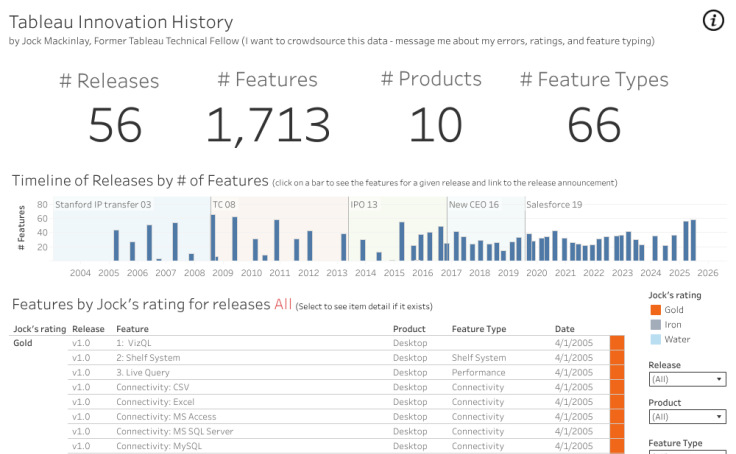 Tableau Innovation History
by Jock Mackinlay, Former Tableau Technical Fellow (I want to crowdsource this data - message me about my errors, ratings, and feature typing)
i
# Releases # Features # Products # Feature Types
56 1,713 10 66
Timeline of Releases by # of Features (click on a bar to see the features for a given release and link to the release announcement)
# Features
80
60
40
20
Stanford IP transfer 03 TC 08 IPO 13 New CEO 16 Salesforce 19
2004 2005 2006 2007 2008 2009 2010 2011 2012 2013 2014 2015 2016 2017 2018 2019 2020 2021 2022 2023 2024 2025 2026
Features by Jock's rating for releases All (Select to see item detail if it exists)
Jock's rating Release Feature Product Feature Type Date
Gold v1.0 1: VizQL Desktop 4/1/2005
v1.0 2: Shelf System Desktop Shelf System 4/1/2005
v1.0 3. Live Query Desktop Performance 4/1/2005
v1.0 Connectivity: CSV Desktop Connectivity 4/1/2005
v1.0 Connectivity: Excel Desktop Connectivity 4/1/2005
v1.0 Connectivity: MS Access Desktop Connectivity 4/1/2005
v1.0 Connectivity: MS SQL Server Desktop Connectivity 4/1/2005
v1.0 Connectivity: MySQL Desktop Connectivity 4/1/2005
Jock's rating
Gold
Iron
Water
Release
(All)
Product
(All)
Feature Type